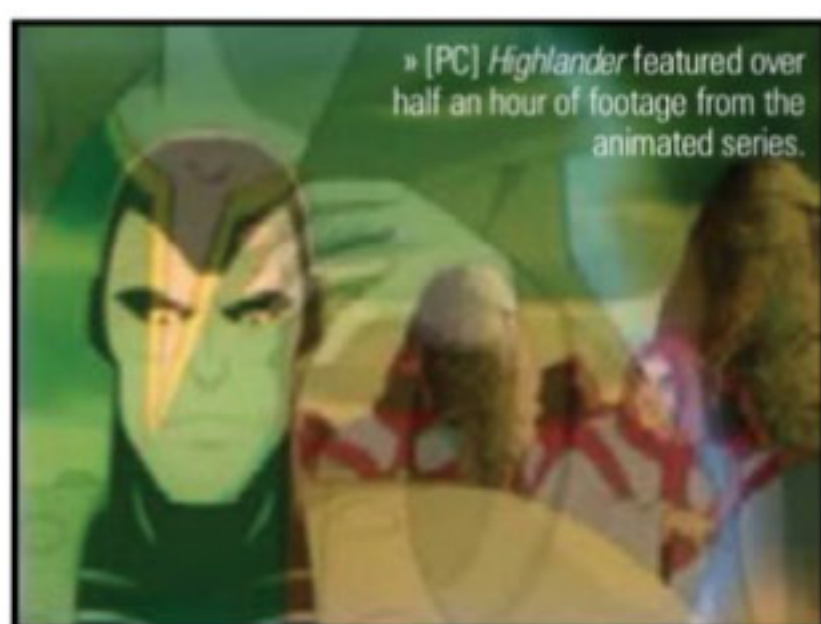 » [PC] Highlander featured over
half an hour of footage from the
animated series.